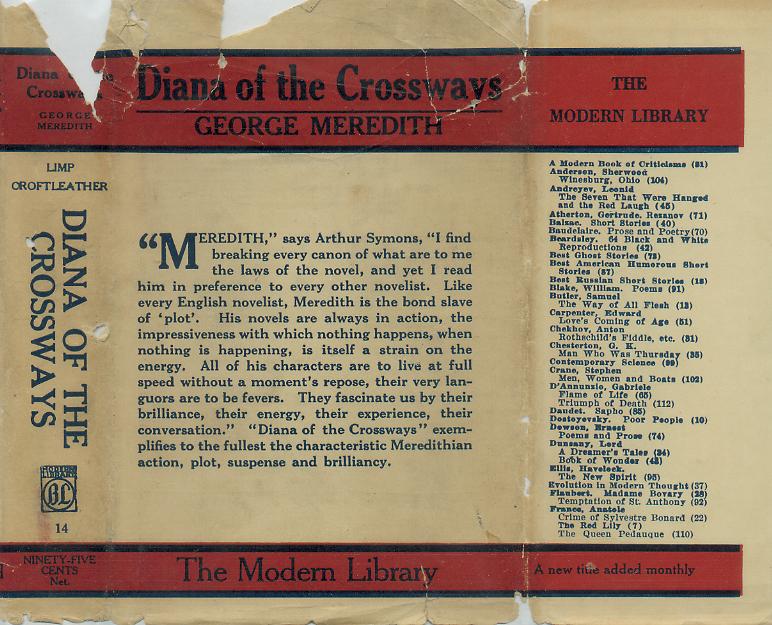 Diana
Crosswa
GEORGE
MEREDITH
LIMP
CROFTLEATHER
DIANA OF THE
CROSSWAYS
MODERN
LIBRARY
BL
14
NINETY-FIVE
CENTS
Net.
Diana of the Crossways
GEORGE MEREDITH
“MEREDITH,” says Arthur Symons, “I find
breaking every canon of what are to me
the laws of the novel, and yet I read
him in preference to every other novelist. Like
every English novelist, Meredith is the bond slave
of ‘plot’. His novels are always in action, the
impressiveness with which nothing happens, when
nothing is happening, is itself a strain on the
energy. All of his characters are to live at full
speed without a moment’s repose, their very lan-
guors are to be fevers. They fascinate us by their
brilliance, their energy, their experience, their
conversation.” “Diana of the Crossways” exem-
plifies to the fullest the characteristic Meredithian
action, plot, suspense and brilliancy.
The Modern Library
THE
MODERN LIBRARY
A Modern Book of Criticisms (81)
Anderson, Sherwood
Winesburg, Ohio (104)
Andreyev, Leonid
The Seven That Were Hanged
and the Red Laugh (45)
Atherton, Gertrude. Rezanov (71)
Balzac. Short Stories (40)
Baudelaire. Prose and Poetry(70)
Beardsley. 64 Black and White
Reproductions (42)
Best Ghost Stories (73)
Best American Humorous Short
Stories (87)
Best Russian Short Stories (18)
Blake, William. Poems (91)
Butler, Samuel
The Way of All Flesh (13)
Carpenter, Edward
Love's Coming of Age (51)
Chekhov, Anton
Rothschild's Fiddle, etc. (31)
Chesterton, G. K.
Man Who Was Thursday (35)
Contemporary Science (99)
Crane, Stephen
Men, Women and Boats (102)
D'Annunzio, Gabriele
Flame of Life (65)
Triumph of Death (112)
Daudet. Sapho (85)
Dostoyevsky. Poor People (10)
Dowson, Ernest
Poems and Prose (74)
Dunsany, Lord
A Dreamer's Tales (34)
Book of Wonder (43)
Ellis, Havelock.
The New Spirit (95)
Evolution in Modern Thought (37)
Flaubert. Madame Bovary (28)
Temptation of St. Anthony (92)
France, Anatole
Crime of Sylvestre Bonard (22)
The Red Lily (7)
The Queen Pedauque (110)
A new title added monthly